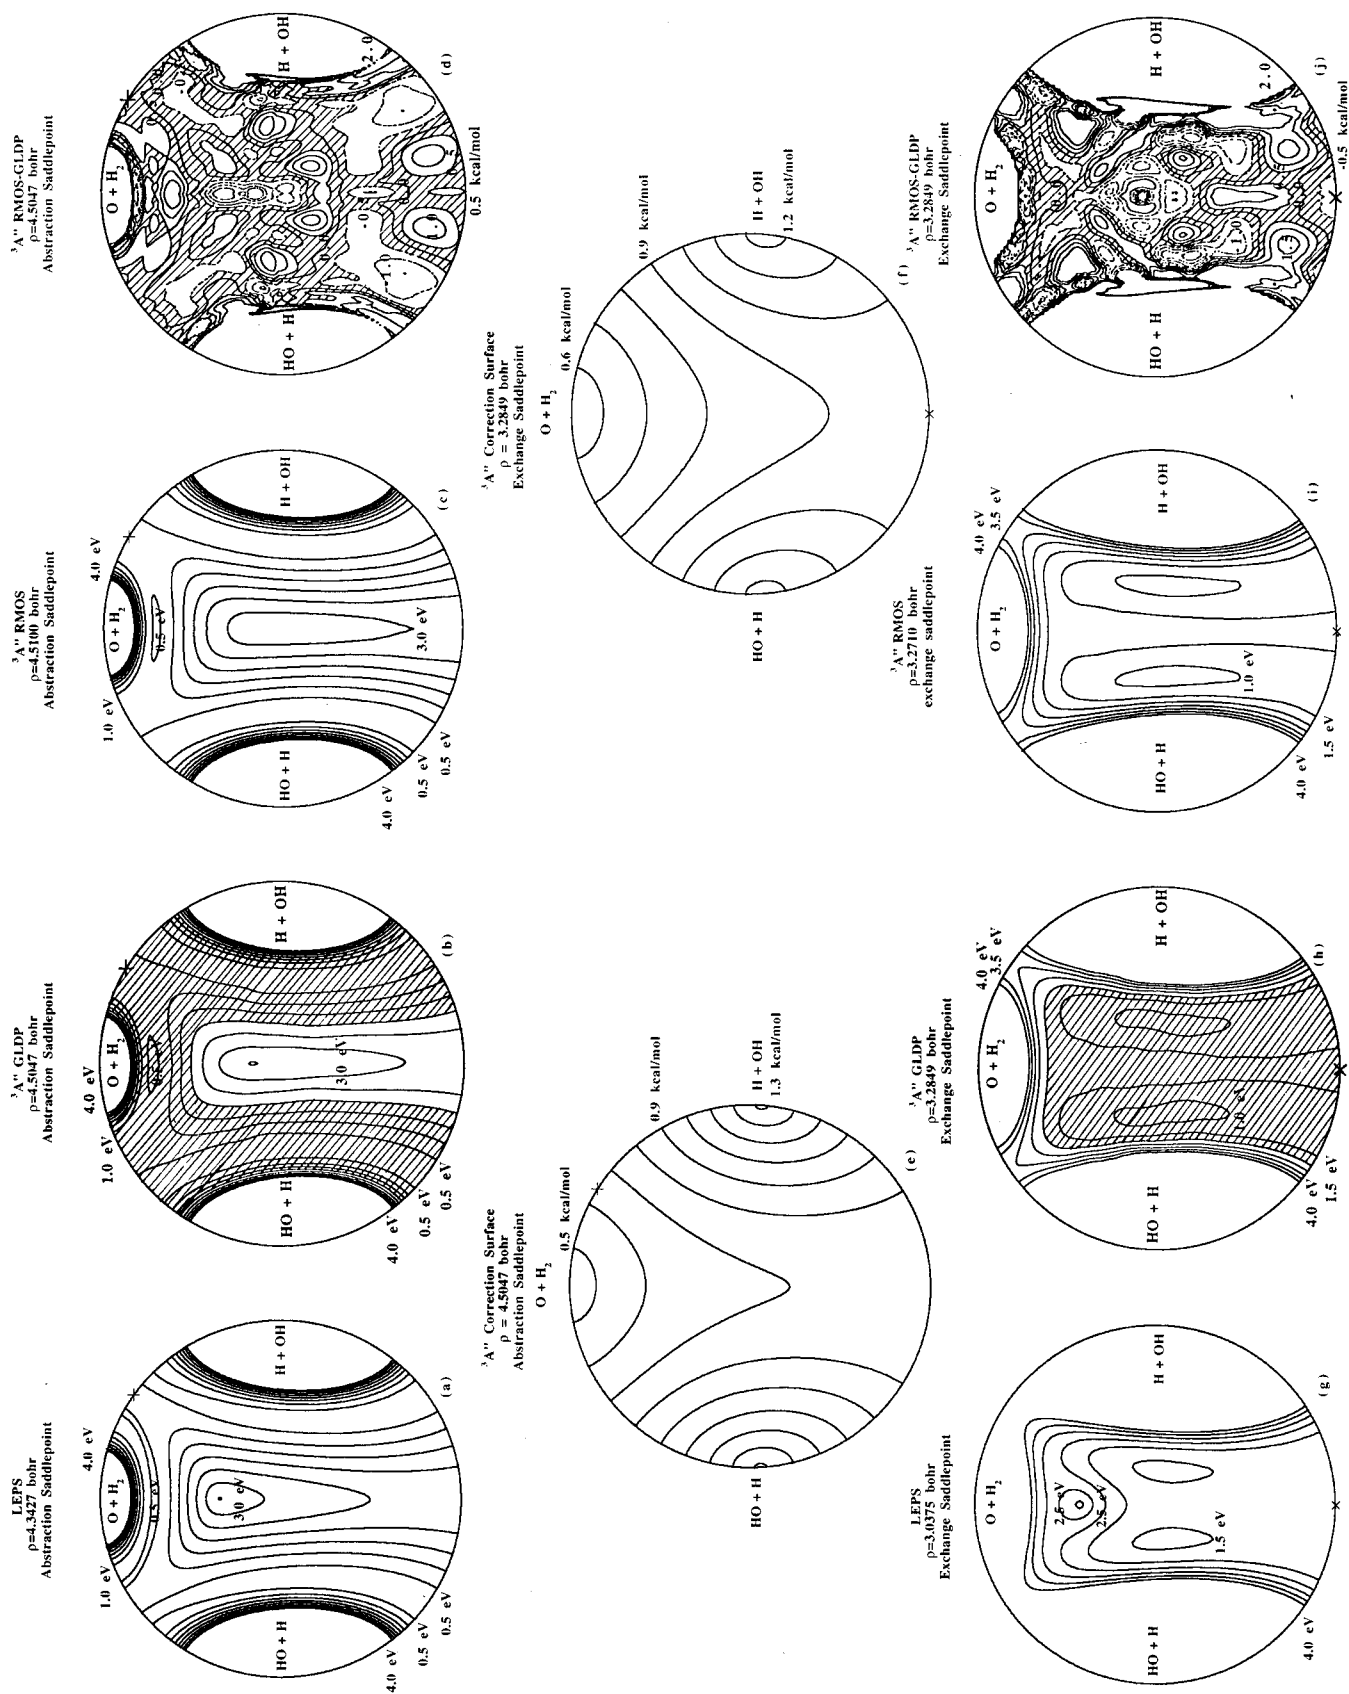 LEPS
ρ=4.3427 bohr
Abstraction Saddlepoint
4.0 eV
1.0 eV
O + H₂
0.5 eV
3.0 eV
HO + H
H + OH
4.0 eV
0.5 eV
0.5 eV
(a)
³A'' GLDP
ρ=4.5047 bohr
Abstraction Saddlepoint
4.0 eV
1.0 eV
O + H₂
0.5 eV
3.0 eV
HO + H
H + OH
4.0 eV
0.5 eV
0.5 eV
(b)
³A'' RMOS
ρ=4.5100 bohr
Abstraction Saddlepoint
4.0 eV
1.0 eV
O + H₂
0.5 eV
3.0 eV
HO + H
H + OH
4.0 eV
0.5 eV
0.5 eV
(c)
³A'' RMOS-GLDP
ρ=4.5047 bohr
Abstraction Saddlepoint
O + H₂
HO + H
H + OH
2.0
1.0
0.5 kcal/mol
(d)
³A'' Correction Surface
ρ = 4.5047 bohr
Abstraction Saddlepoint
O + H₂
0.5 kcal/mol
0.9 kcal/mol
HO + H
H + OH
1.3 kcal/mol
(e)
³A'' Correction Surface
ρ = 3.2849 bohr
Exchange Saddlepoint
O + H₂
0.6 kcal/mol
0.9 kcal/mol
HO + H
H + OH
1.2 kcal/mol
(f)
LEPS
ρ=3.0375 bohr
Exchange Saddlepoint
O + H₂
2.5 eV
2.5 eV
1.5 eV
HO + H
H + OH
4.0 eV
(g)
³A'' GLDP
ρ=3.2849 bohr
Exchange Saddlepoint
4.0 eV
3.5 eV
O + H₂
1.0 eV
HO + H
H + OH
4.0 eV
1.5 eV
(h)
³A'' RMOS
ρ=3.2710 bohr
exchange saddlepoint
4.0 eV
3.5 eV
O + H₂
1.0 eV
HO + H
H + OH
4.0 eV
1.5 eV
(i)
³A'' RMOS-GLDP
ρ=3.2849 bohr
Exchange Saddlepoint
O + H₂
HO + H
H + OH
2.0
-0.5 kcal/mol
(j)